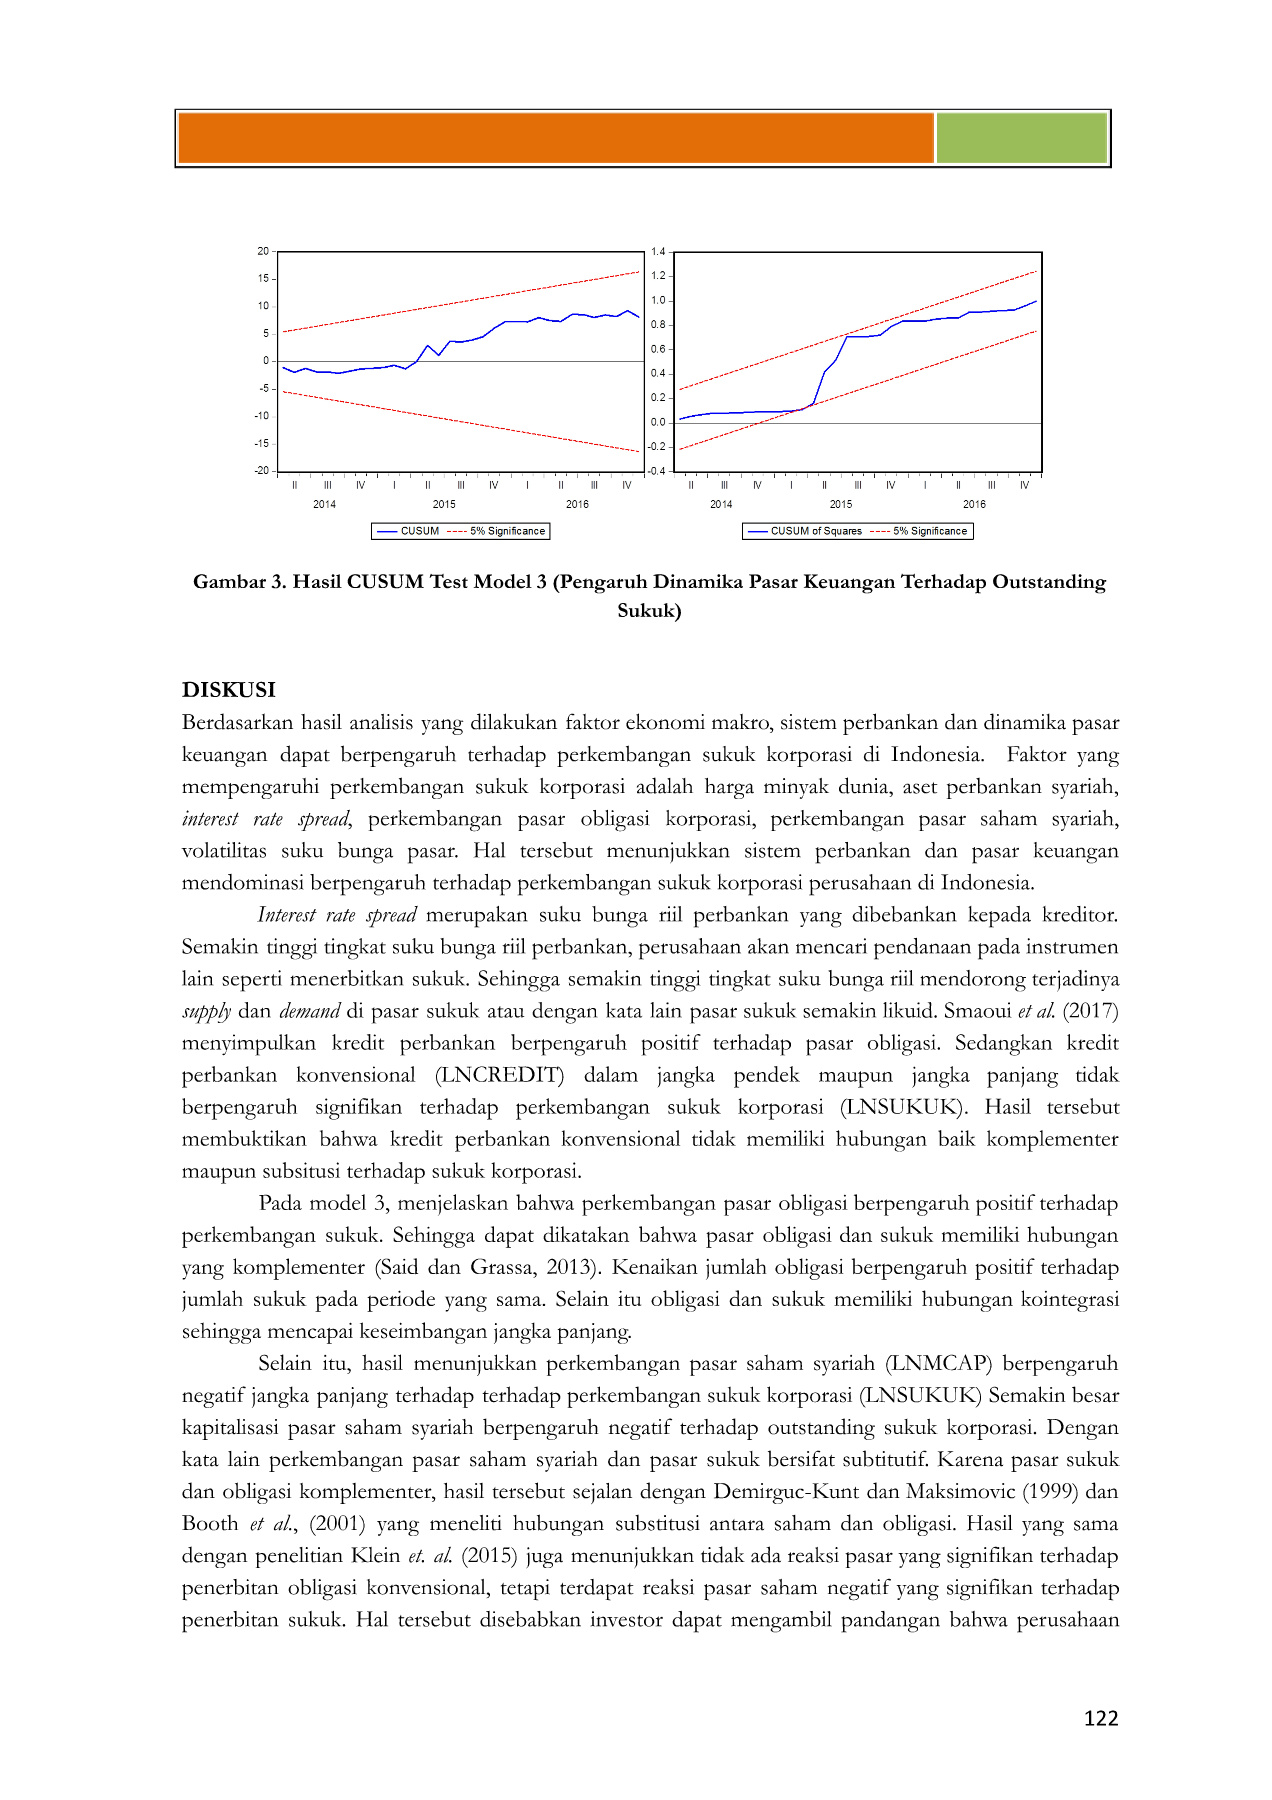 20
15
10
5
0
-5
-10
-15
-20
II III IV I II III IV I II III IV
2014 2015 2016
CUSUM 5% Significance
1.4
1.2
1.0
0.8
0.6
0.4
0.2
0.0
-0.2
-0.4
II III IV I II III IV I II III IV
2014 2015 2016
CUSUM of Squares 5% Significance
Gambar 3. Hasil CUSUM Test Model 3 (Pengaruh Dinamika Pasar Keuangan Terhadap Outstanding
Sukuk)
DISKUSI
Berdasarkan hasil analisis yang dilakukan faktor ekonomi makro, sistem perbankan dan dinamika pasar
keuangan dapat berpengaruh terhadap perkembangan sukuk korporasi di Indonesia. Faktor yang
mempengaruhi perkembangan sukuk korporasi adalah harga minyak dunia, aset perbankan syariah,
interest rate spread, perkembangan pasar obligasi korporasi, perkembangan pasar saham syariah,
volatilitas suku bunga pasar. Hal tersebut menunjukkan sistem perbankan dan pasar keuangan
mendominasi berpengaruh terhadap perkembangan sukuk korporasi perusahaan di Indonesia.
Interest rate spread merupakan suku bunga riil perbankan yang dibebankan kepada kreditor.
Semakin tinggi tingkat suku bunga riil perbankan, perusahaan akan mencari pendanaan pada instrumen
lain seperti menerbitkan sukuk. Sehingga semakin tinggi tingkat suku bunga riil mendorong terjadinya
supply dan demand di pasar sukuk atau dengan kata lain pasar sukuk semakin likuid. Smaoui et al. (2017)
menyimpulkan kredit perbankan berpengaruh positif terhadap pasar obligasi. Sedangkan kredit
perbankan konvensional (LNCREDIT) dalam jangka pendek maupun jangka panjang tidak
berpengaruh signifikan terhadap perkembangan sukuk korporasi (LNSUKUK). Hasil tersebut
membuktikan bahwa kredit perbankan konvensional tidak memiliki hubungan baik komplementer
maupun subsitusi terhadap sukuk korporasi.
Pada model 3, menjelaskan bahwa perkembangan pasar obligasi berpengaruh positif terhadap
perkembangan sukuk. Sehingga dapat dikatakan bahwa pasar obligasi dan sukuk memiliki hubungan
yang komplementer (Said dan Grassa, 2013). Kenaikan jumlah obligasi berpengaruh positif terhadap
jumlah sukuk pada periode yang sama. Selain itu obligasi dan sukuk memiliki hubungan kointegrasi
sehingga mencapai keseimbangan jangka panjang.
Selain itu, hasil menunjukkan perkembangan pasar saham syariah (LNMCAP) berpengaruh
negatif jangka panjang terhadap terhadap perkembangan sukuk korporasi (LNSUKUK) Semakin besar
kapitalisasi pasar saham syariah berpengaruh negatif terhadap outstanding sukuk korporasi. Dengan
kata lain perkembangan pasar saham syariah dan pasar sukuk bersifat subtitutif. Karena pasar sukuk
dan obligasi komplementer, hasil tersebut sejalan dengan Demirguc-Kunt dan Maksimovic (1999) dan
Booth et al., (2001) yang meneliti hubungan substitusi antara saham dan obligasi. Hasil yang sama
dengan penelitian Klein et. al. (2015) juga menunjukkan tidak ada reaksi pasar yang signifikan terhadap
penerbitan obligasi konvensional, tetapi terdapat reaksi pasar saham negatif yang signifikan terhadap
penerbitan sukuk. Hal tersebut disebabkan investor dapat mengambil pandangan bahwa perusahaan
122